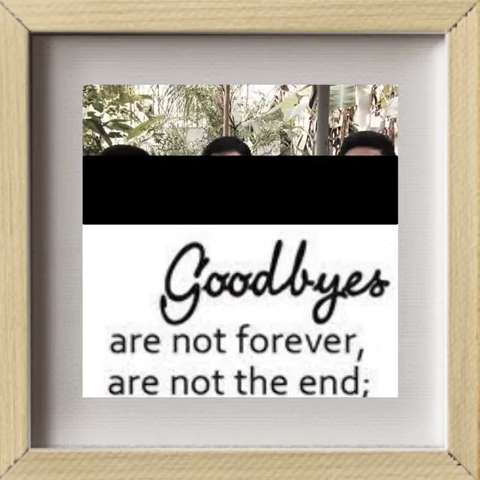 Goodbyes
are not forever,
are not the end;